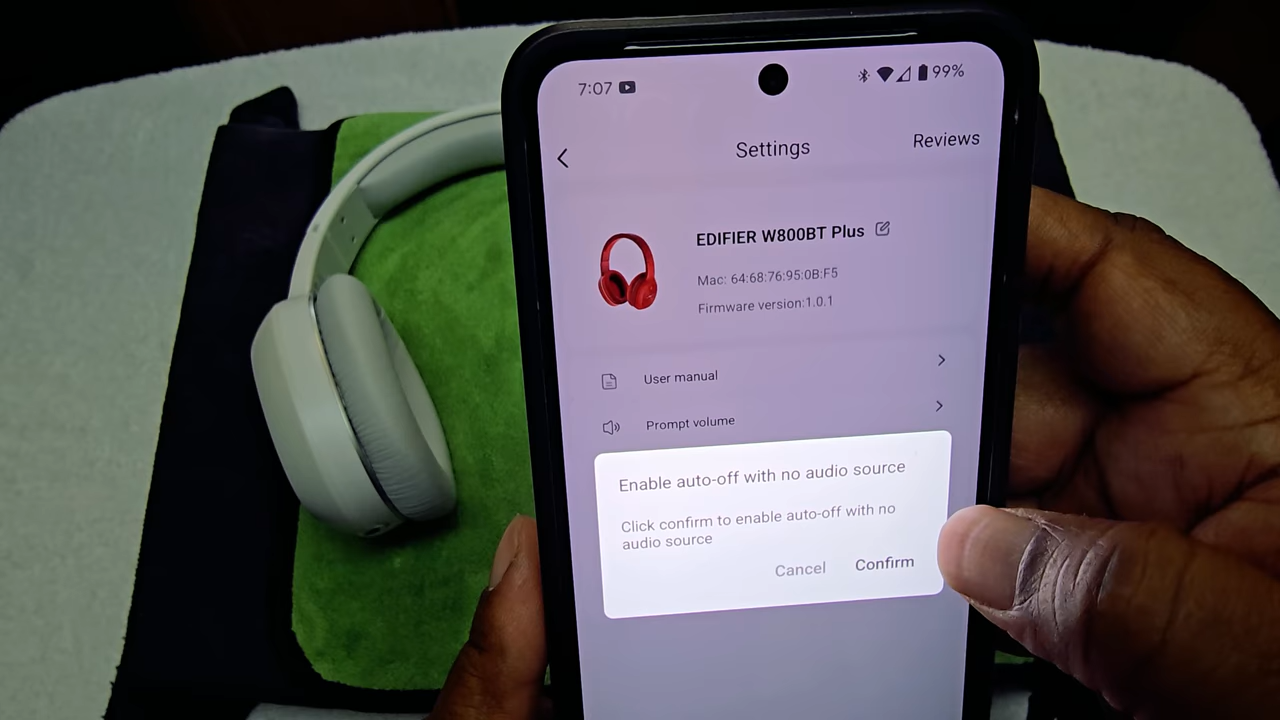 7:07 99%
Settings
Reviews
EDIFIER W800BT Plus
Mac: 64:68:76:95:0B:F5
Firmware version:1.0.1
User manual
Prompt volume
Enable auto-off with no audio source
Click confirm to enable auto-off with no
audio source
Cancel Confirm